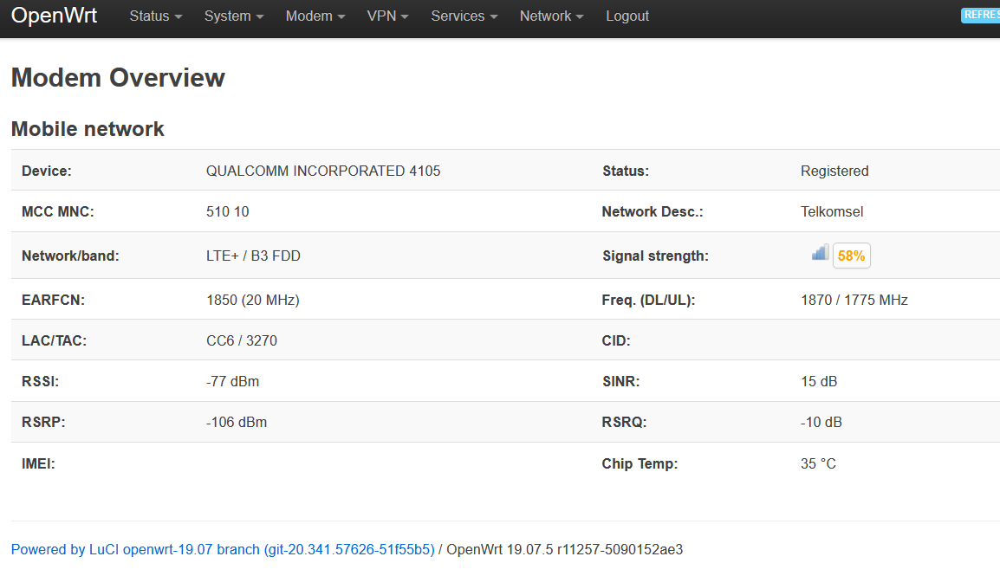 OpenWrt Status System Modem VPN Services Network Logout REFRES
Modem Overview
Mobile network
Device: QUALCOMM INCORPORATED 4105 Status: Registered
MCC MNC: 510 10 Network Desc.: Telkomsel
Network/band: LTE+ / B3 FDD Signal strength: 58%
EARFCN: 1850 (20 MHz) Freq. (DL/UL): 1870 / 1775 MHz
LAC/TAC: CC6 / 3270 CID:
RSSI: -77 dBm SINR: 15 dB
RSRP: -106 dBm RSRQ: -10 dB
IMEI: Chip Temp: 35 °C
Powered by LuCI openwrt-19.07 branch (git-20.341.57626-51f55b5) / OpenWrt 19.07.5 r11257-5090152ae3